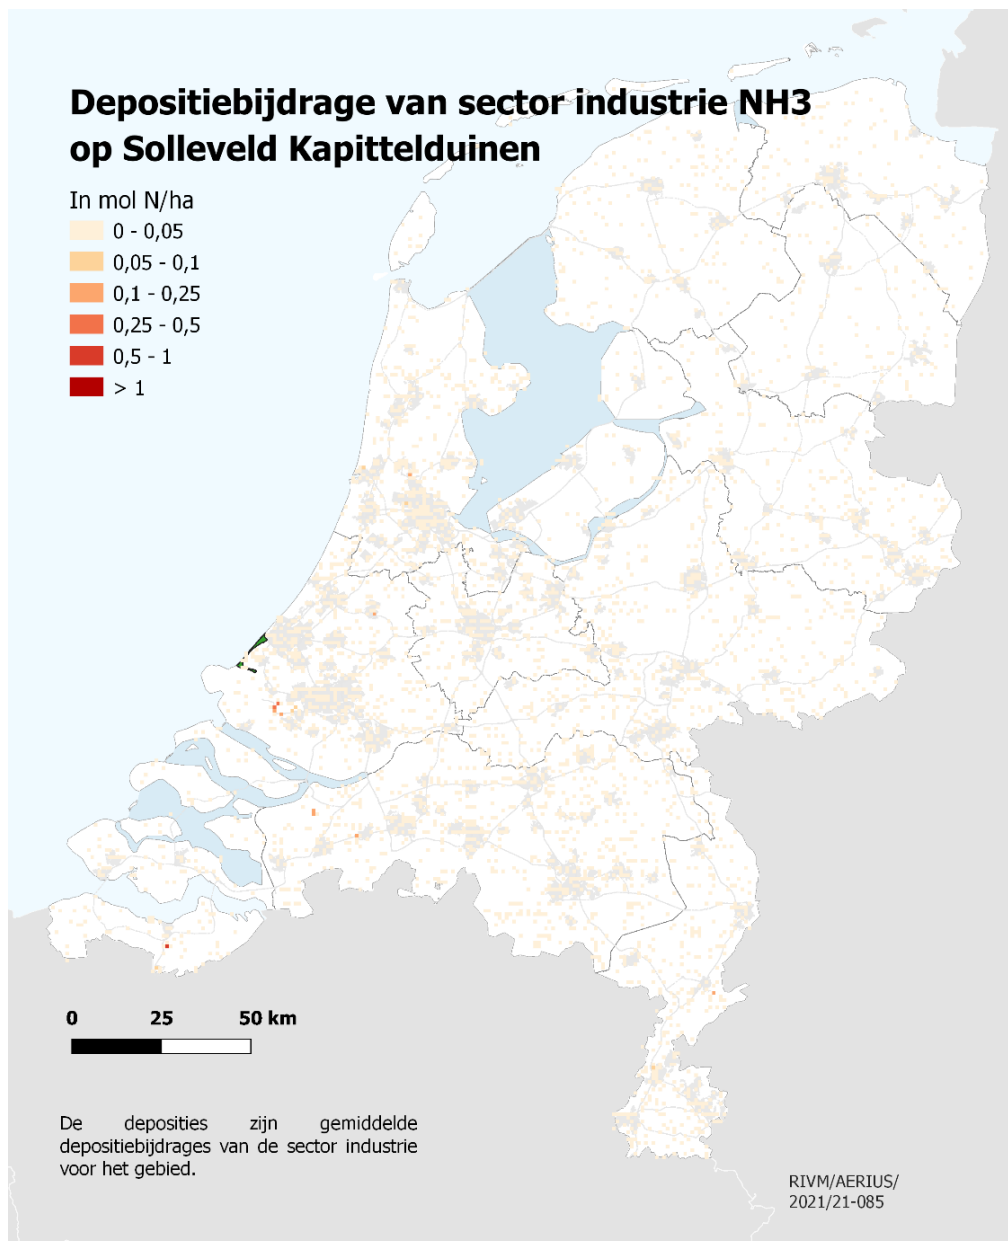 Depositiebijdrage van sector industrie NH3
op Solleveld Kapittelduinen
In mol N/ha
0 - 0,05
0,05 - 0,1
0,1 - 0,25
0,25 - 0,5
0,5 - 1
> 1
0 25 50 km
De deposities zijn gemiddelde
depositiebijdrages van de sector industrie
voor het gebied.
RIVM/AERIUS/
2021/21-085